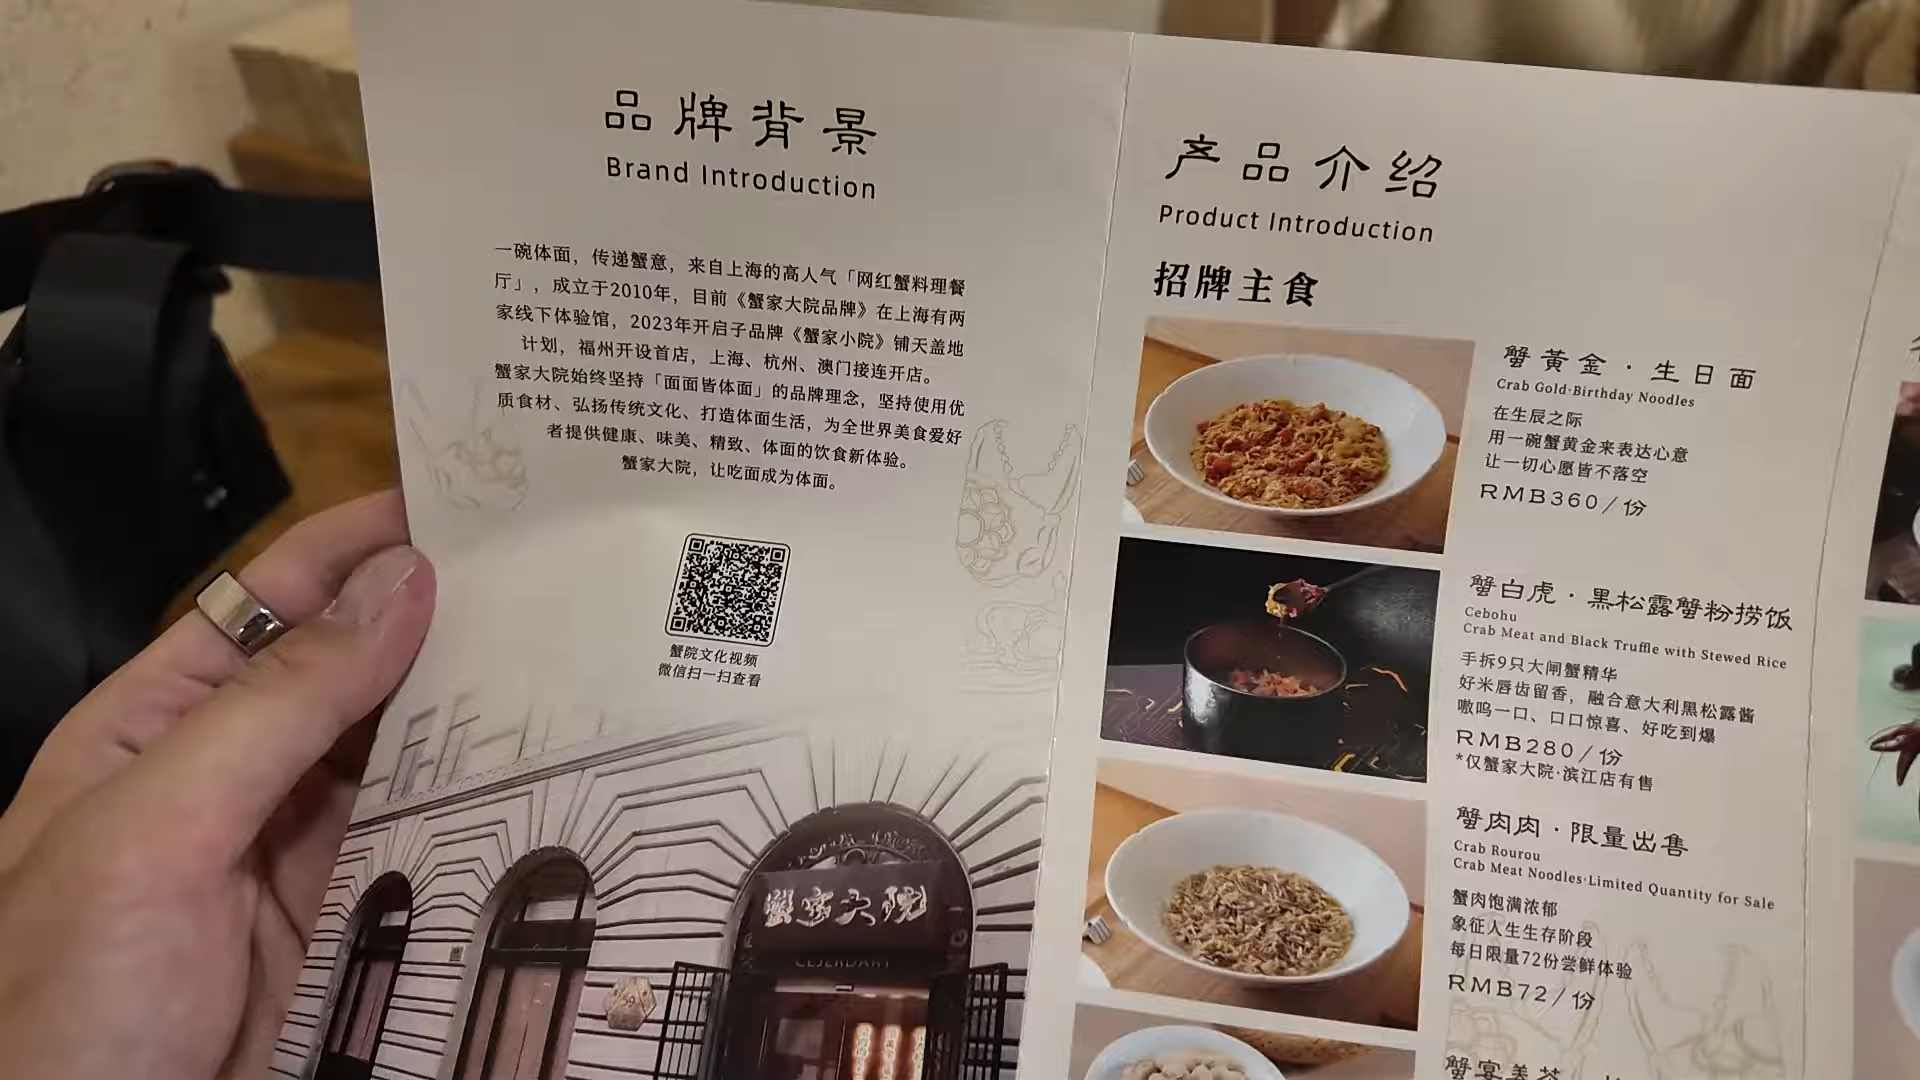 品牌背景
Brand Introduction
一碗体面，传递蟹意，来自上海的高人气「网红蟹料理餐
厅」，成立于2010年，目前《蟹家大院品牌》在上海有两
家线下体验馆，2023年开启子品牌《蟹家小院》铺天盖地
计划，福州开设首店，上海、杭州、澳门接连开店。
蟹家大院始终坚持「面面皆体面」的品牌理念，坚持使用优
质食材、弘扬传统文化、打造体面生活，为全世界美食爱好
者提供健康、味美、精致、体面的饮食新体验。
蟹家大院，让吃面成为体面。
蟹院文化视频
微信扫一扫查看
蟹家大院
产品介绍
Product Introduction
招牌主食
蟹黄金·生日面
Crab Gold·Birthday Noodles
在生辰之际
用一碗蟹黄金来表达心意
让一切心愿皆不落空
RMB360/份
蟹白虎·黑松露蟹粉捞饭
Cebohu
Crab Meat and Black Truffle with Stewed Rice
手拆9只大闸蟹精华
好米唇齿留香，融合意大利黑松露酱
嗷呜一口、口口惊喜、好吃到爆
RMB280/份
*仅蟹家大院·滨江店有售
蟹肉肉·限量出售
Crab Rourou
Crab Meat Noodles·Limited Quantity for Sale
蟹肉饱满浓郁
象征人生生存阶段
每日限量72份尝鲜体验
RMB72/份